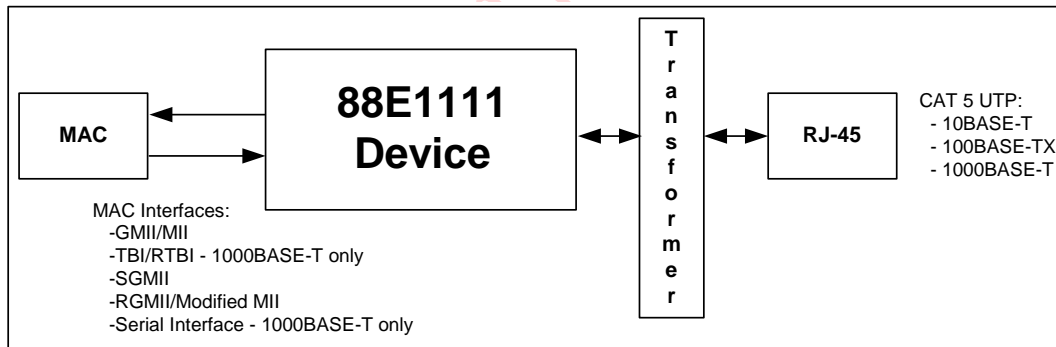 MAC
88E1111
Device
Transformer
RJ-45
CAT 5 UTP:
- 10BASE-T
- 100BASE-TX
- 1000BASE-T
MAC Interfaces:
-GMII/MII
-TBI/RTBI - 1000BASE-T only
-SGMII
-RGMII/Modified MII
-Serial Interface - 1000BASE-T only